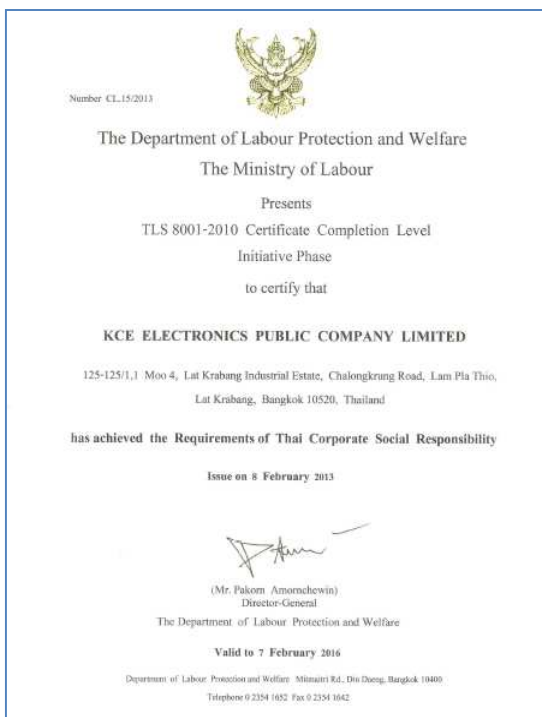 Number CL.15/2013
The Department of Labour Protection and Welfare
The Ministry of Labour
Presents
TLS 8001-2010 Certificate Completion Level
Initiative Phase
to certify that
KCE ELECTRONICS PUBLIC COMPANY LIMITED
125-125/1,1 Moo 4, Lat Krabang Industrial Estate, Chalongkrung Road, Lam Pla Thio,
Lat Krabang, Bangkok 10520, Thailand
has achieved the Requirements of Thai Corporate Social Responsibility
Issue on 8 February 2013
(Mr. Pakorn Amornchewin)
Director-General
The Department of Labour Protection and Welfare
Valid to 7 February 2016
Department of Labour Protection and Welfare Mitmaitri Rd., Din Daeng, Bangkok 10400
Telephone 0 2354 1652 Fax 0 2354 1642